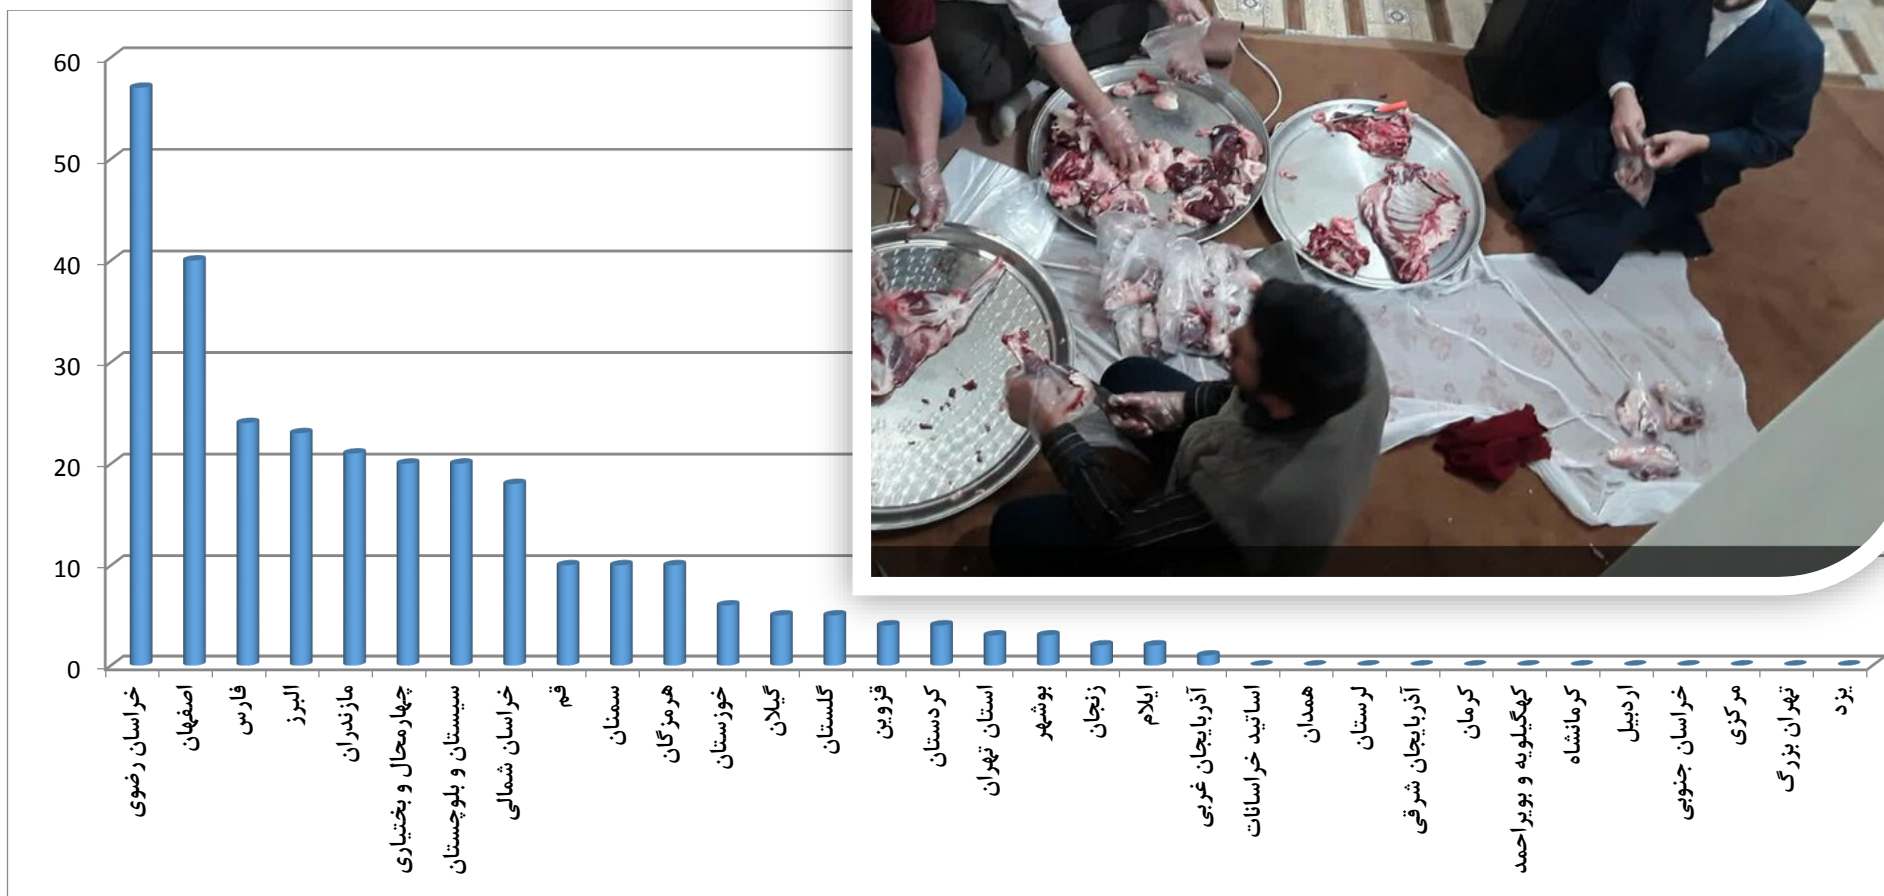 60
50
40
30
20
10
0
خراسان رضوی
اصفهان
فارس
البرز
مازندران
چهارمحال و بختیاری
سیستان و بلوچستان
خراسان شمالی
قم
سمنان
هرمزگان
خوزستان
گیلان
گلستان
قزوین
کردستان
استان تهران
بوشهر
زنجان
ایلام
آذربایجان غربی
اساتید خراسانات
همدان
لرستان
آذربایجان شرقی
کرمان
کهگیلویه و بویراحمد
کرمانشاه
اردبیل
خراسان جنوبی
مرکزی
تهران بزرگ
یزد